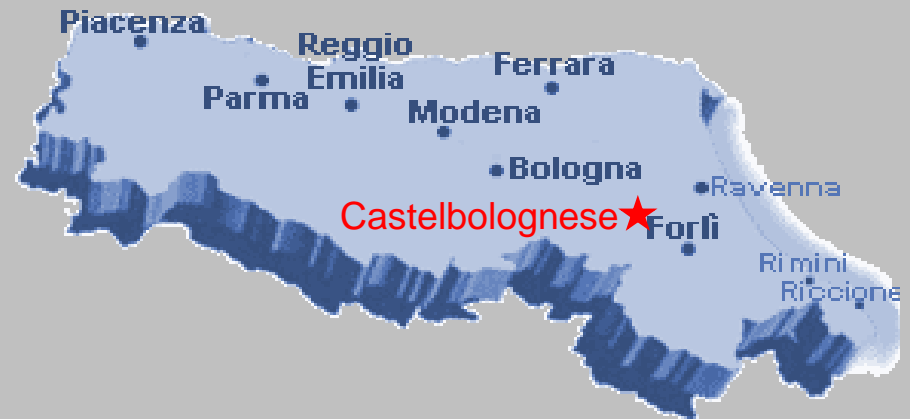 Piacenza
Reggio
Emilia
Ferrara
Parma
Modena
Bologna
Ravenna
Castelbolognese
Forlì
Rimini
Riccione